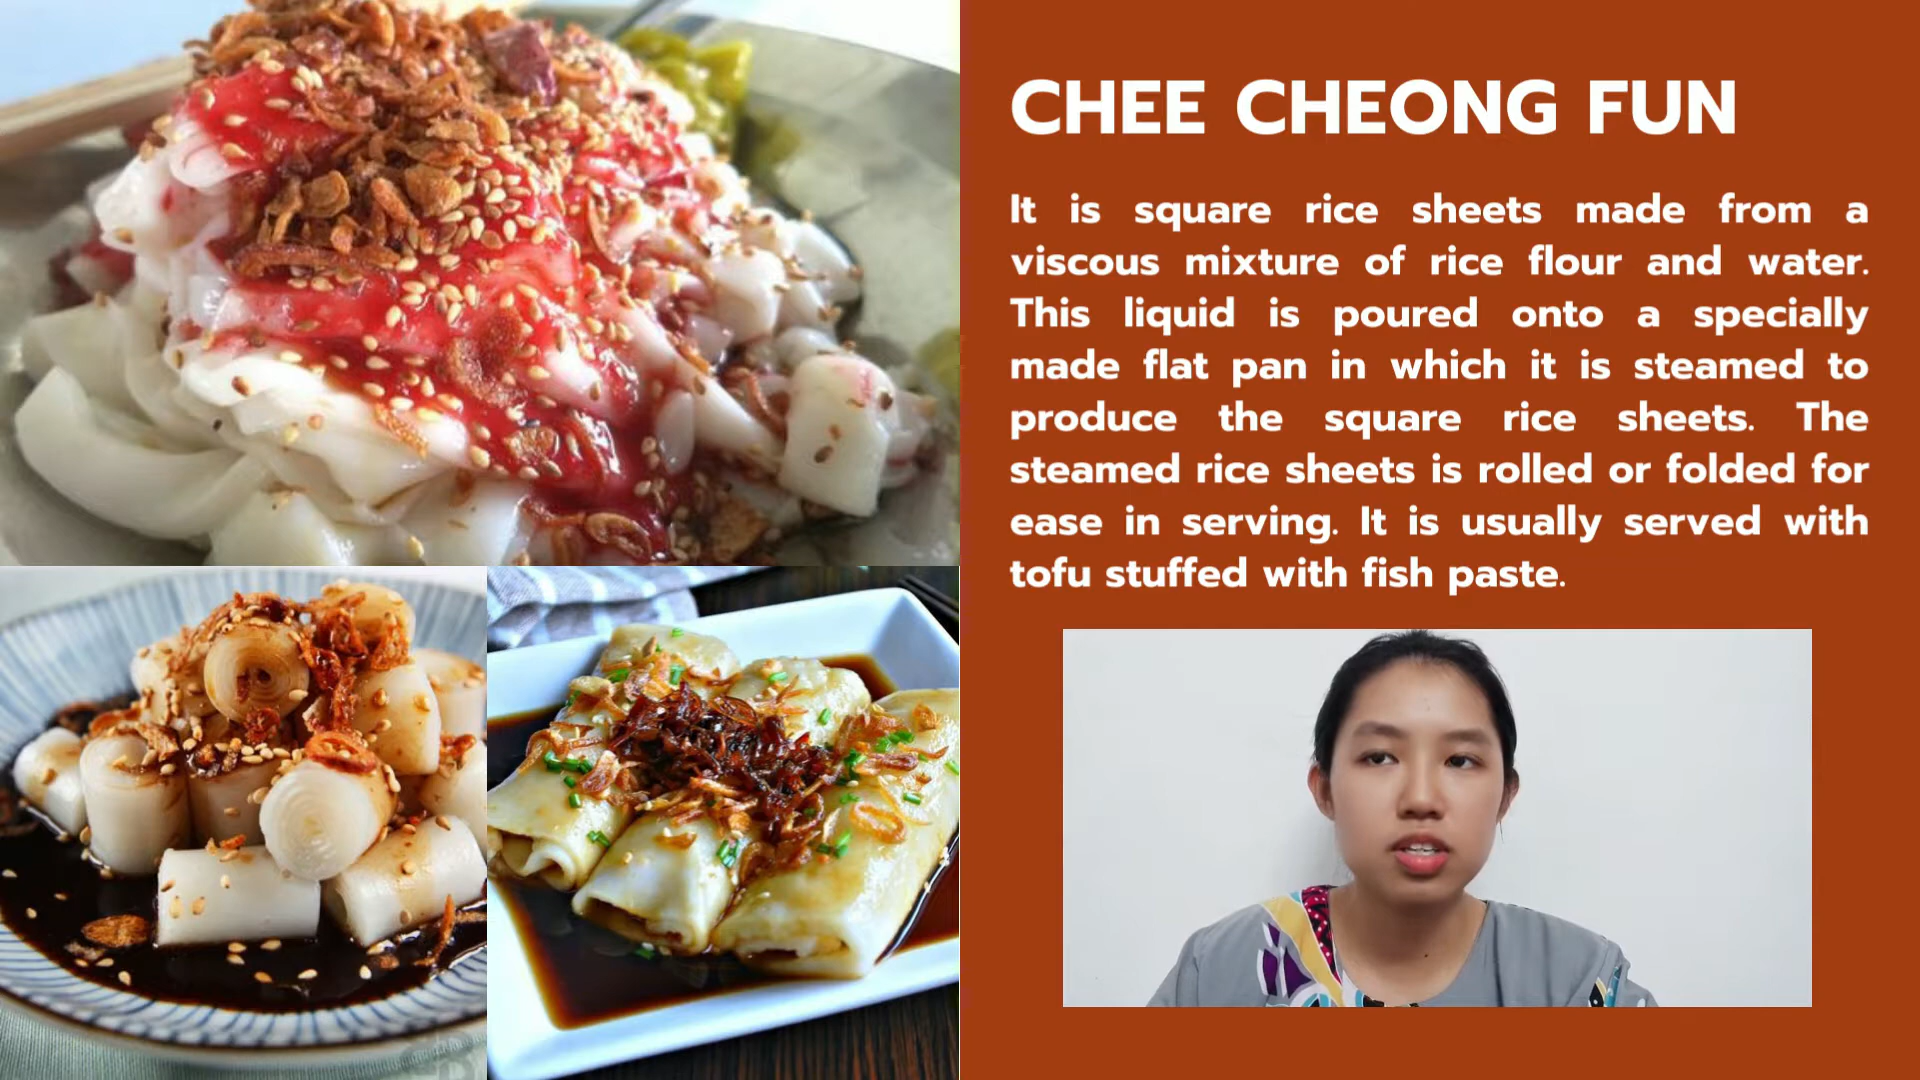 CHEE CHEONG FUN
It is square rice sheets made from a
viscous mixture of rice flour and water.
This liquid is poured onto a specially
made flat pan in which it is steamed to
produce the square rice sheets. The
steamed rice sheets is rolled or folded for
ease in serving. It is usually served with
tofu stuffed with fish paste.